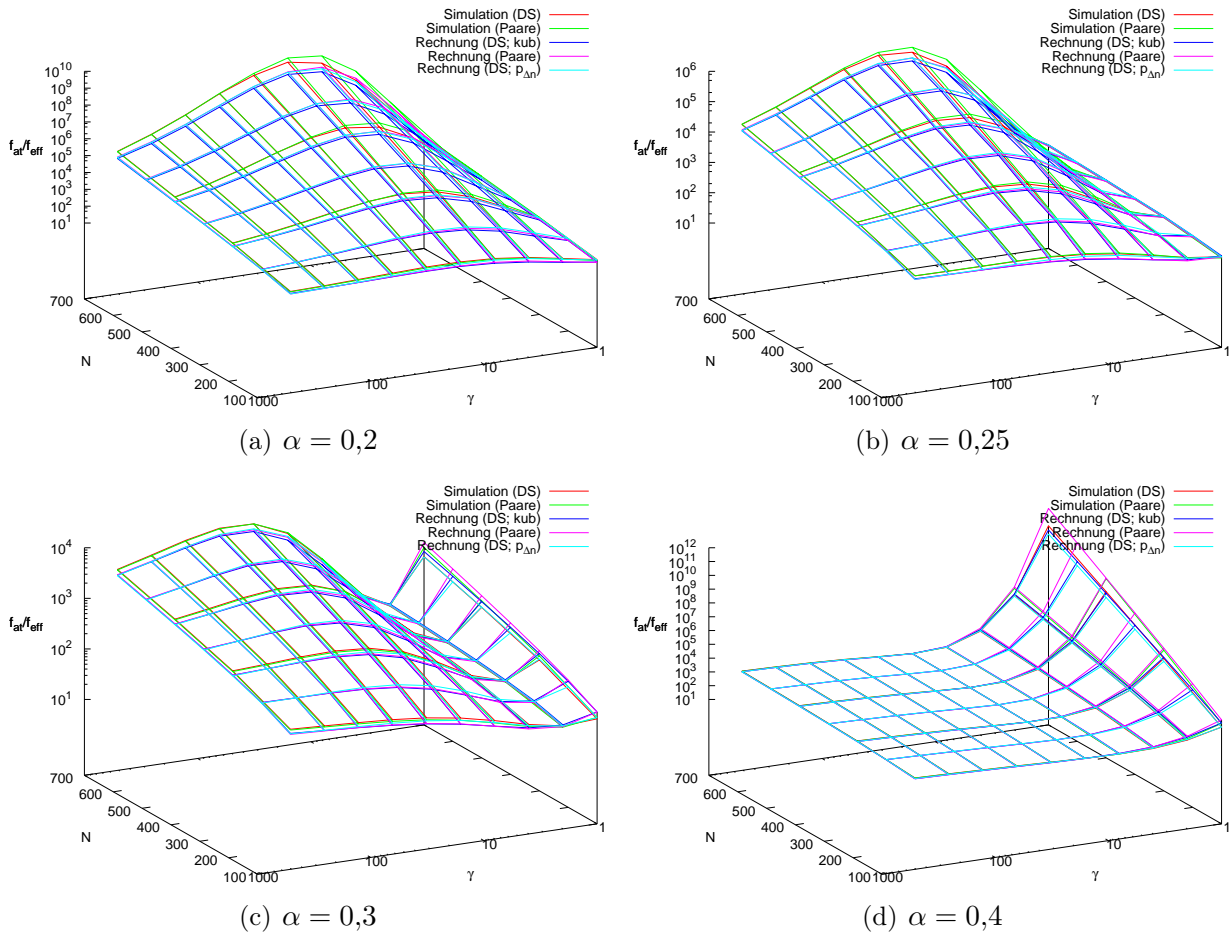 Simulation (DS)
Simulation (Paare)
Rechnung (DS; kub)
Rechnung (Paare)
Rechnung (DS; p_Δn)
10^10
10^9
10^8
10^7
10^6
10^5
10^4
10^3
10^2
10^1
f_at/f_eff
700
600
500
400
300
200
100
N
1000
100
10
1
γ
(a) α = 0,2
Simulation (DS)
Simulation (Paare)
Rechnung (DS; kub)
Rechnung (Paare)
Rechnung (DS; p_Δn)
10^6
10^5
10^4
10^3
10^2
10^1
f_at/f_eff
700
600
500
400
300
200
100
N
1000
100
10
1
γ
(b) α = 0,25
Simulation (DS)
Simulation (Paare)
Rechnung (DS; kub)
Rechnung (Paare)
Rechnung (DS; p_Δn)
10^4
10^3
10^2
10^1
f_at/f_eff
700
600
500
400
300
200
100
N
1000
100
10
1
γ
(c) α = 0,3
Simulation (DS)
Simulation (Paare)
Rechnung (DS; kub)
Rechnung (Paare)
Rechnung (DS; p_Δn)
10^12
10^11
10^10
10^9
10^8
10^7
10^6
10^5
10^4
10^3
10^2
10^1
f_at/f_eff
700
600
500
400
300
200
100
N
1000
100
10
1
γ
(d) α = 0,4